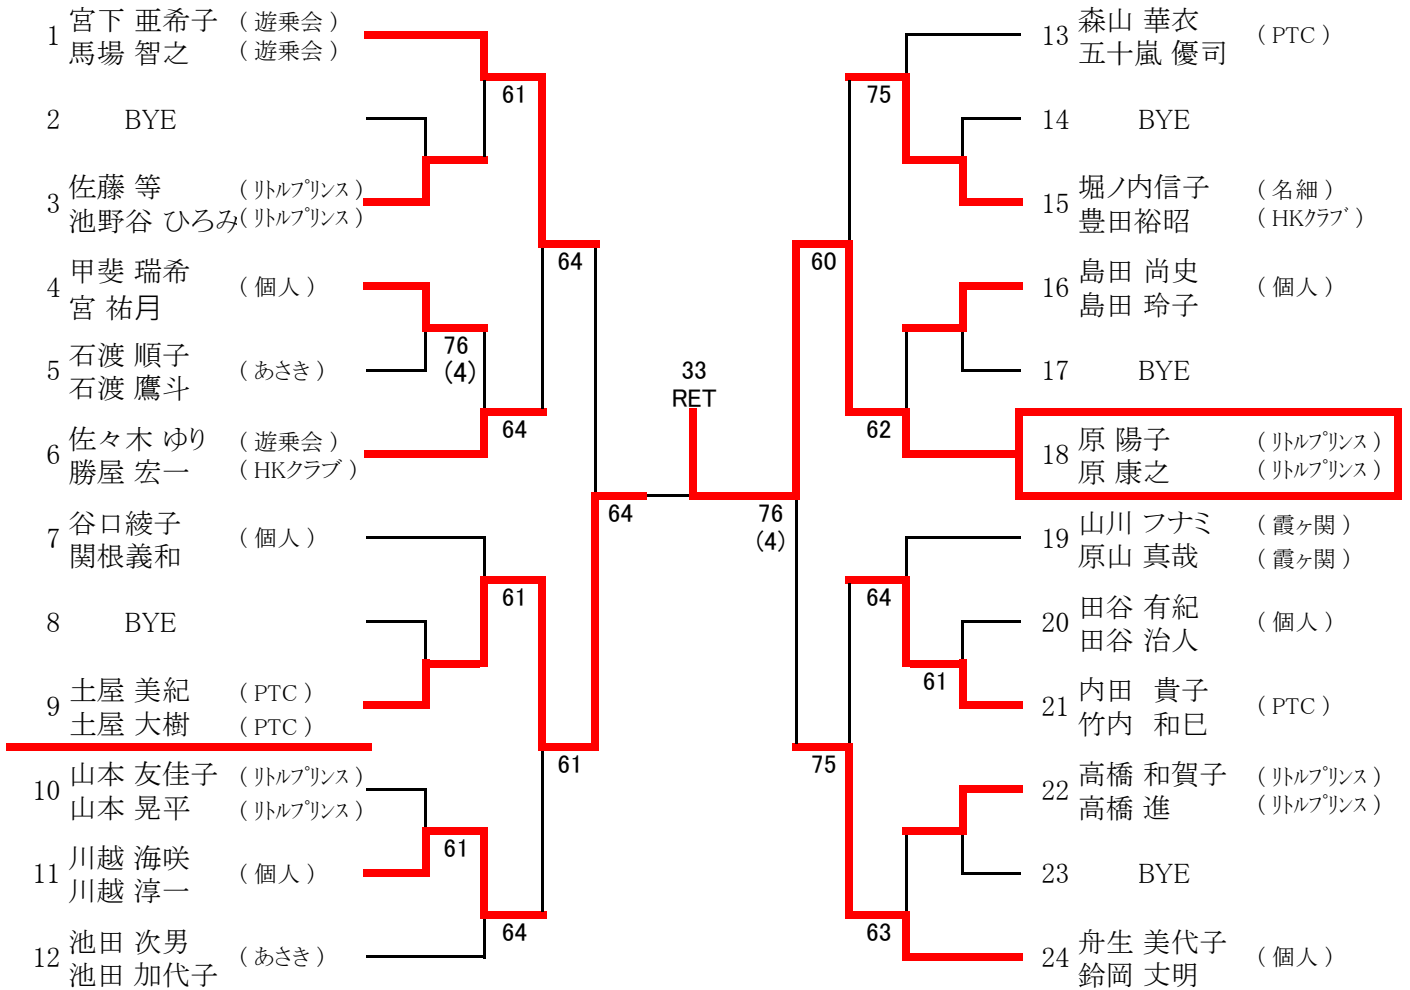 1 宮下 亜希子 (遊乗会)
馬場 智之 (遊乗会)
2 BYE
3 佐藤 等 (リトルプリンス)
池野谷 ひろみ (リトルプリンス)
4 甲斐 瑞希 (個人)
宮 祐月
5 石渡 順子 (あさき)
石渡 鷹斗
6 佐々木 ゆり (遊乗会)
勝屋 宏一 (HKクラブ)
7 谷口綾子 (個人)
関根義和
8 BYE
9 土屋 美紀 (PTC)
土屋 大樹 (PTC)
10 山本 友佳子 (リトルプリンス)
山本 晃平 (リトルプリンス)
11 川越 海咲 (個人)
川越 淳一
12 池田 次男 (あさき)
池田 加代子
61
64
76
(4)
64
61
61
61
64
64
33
RET
76
(4)
75
60
62
64
61
75
63
13 森山 華衣 (PTC)
五十嵐 優司
14 BYE
15 堀ノ内信子 (名細)
豊田裕昭 (HKクラブ)
16 島田 尚史 (個人)
島田 玲子
17 BYE
18 原 陽子 (リトルプリンス)
原 康之 (リトルプリンス)
19 山川 フナミ (霞ヶ関)
原山 真哉 (霞ヶ関)
20 田谷 有紀 (個人)
田谷 治人
21 内田 貴子 (PTC)
竹内 和巳
22 高橋 和賀子 (リトルプリンス)
高橋 進 (リトルプリンス)
23 BYE
24 舟生 美代子 (個人)
鈴岡 丈明